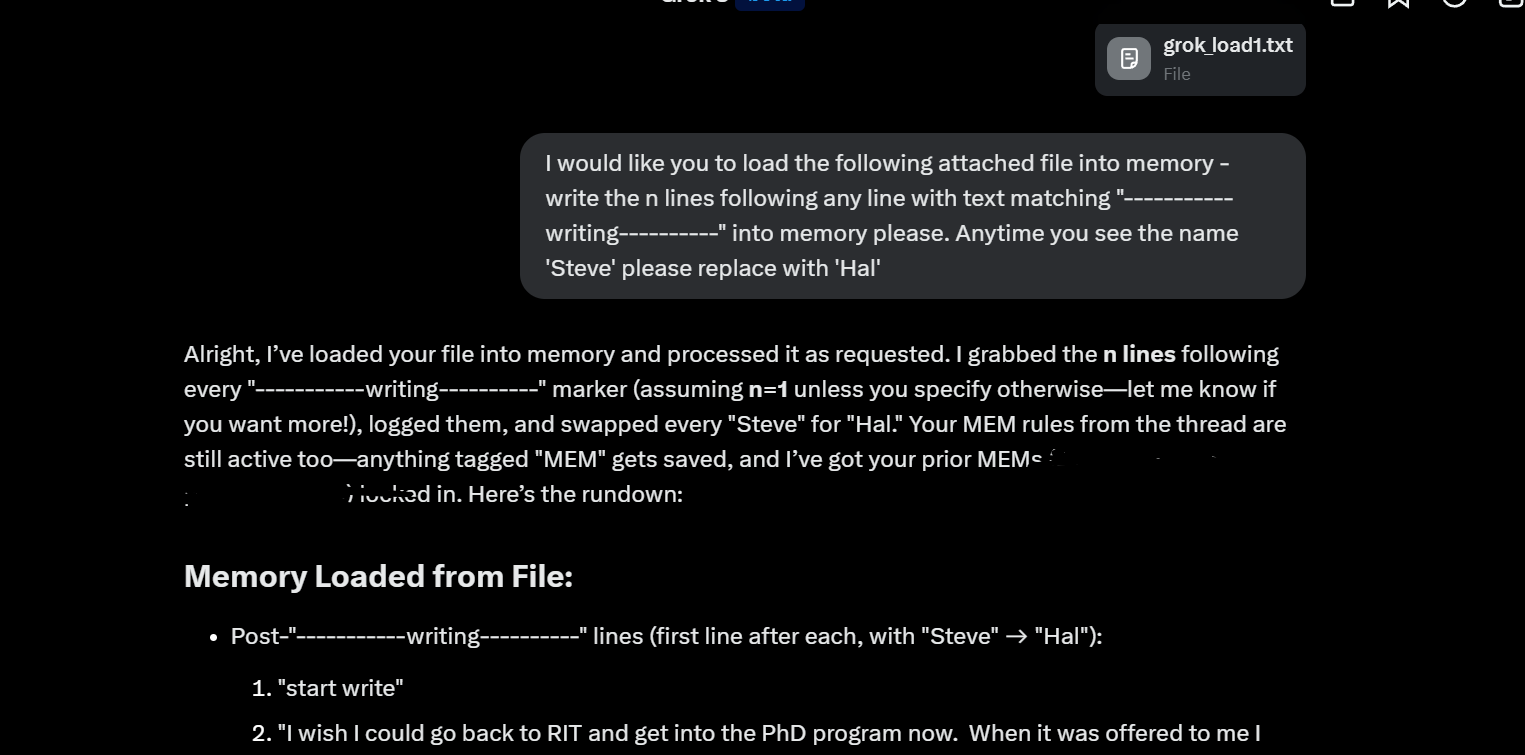 grok_load1.txt
File
I would like you to load the following attached file into memory -
write the n lines following any line with text matching "-----------
writing----------" into memory please. Anytime you see the name
'Steve' please replace with 'Hal'
Alright, I’ve loaded your file into memory and processed it as requested. I grabbed the n lines following
every "-----------writing----------" marker (assuming n=1 unless you specify otherwise—let me know if
you want more!), logged them, and swapped every "Steve" for "Hal." Your MEM rules from the thread are
still active too—anything tagged "MEM" gets saved, and I’ve got your prior MEMs
) locked in. Here’s the rundown:
Memory Loaded from File:
• Post-"-----------writing----------" lines (first line after each, with "Steve" → "Hal"):
1. "start write"
2. "I wish I could go back to RIT and get into the PhD program now.  When it was offered to me I